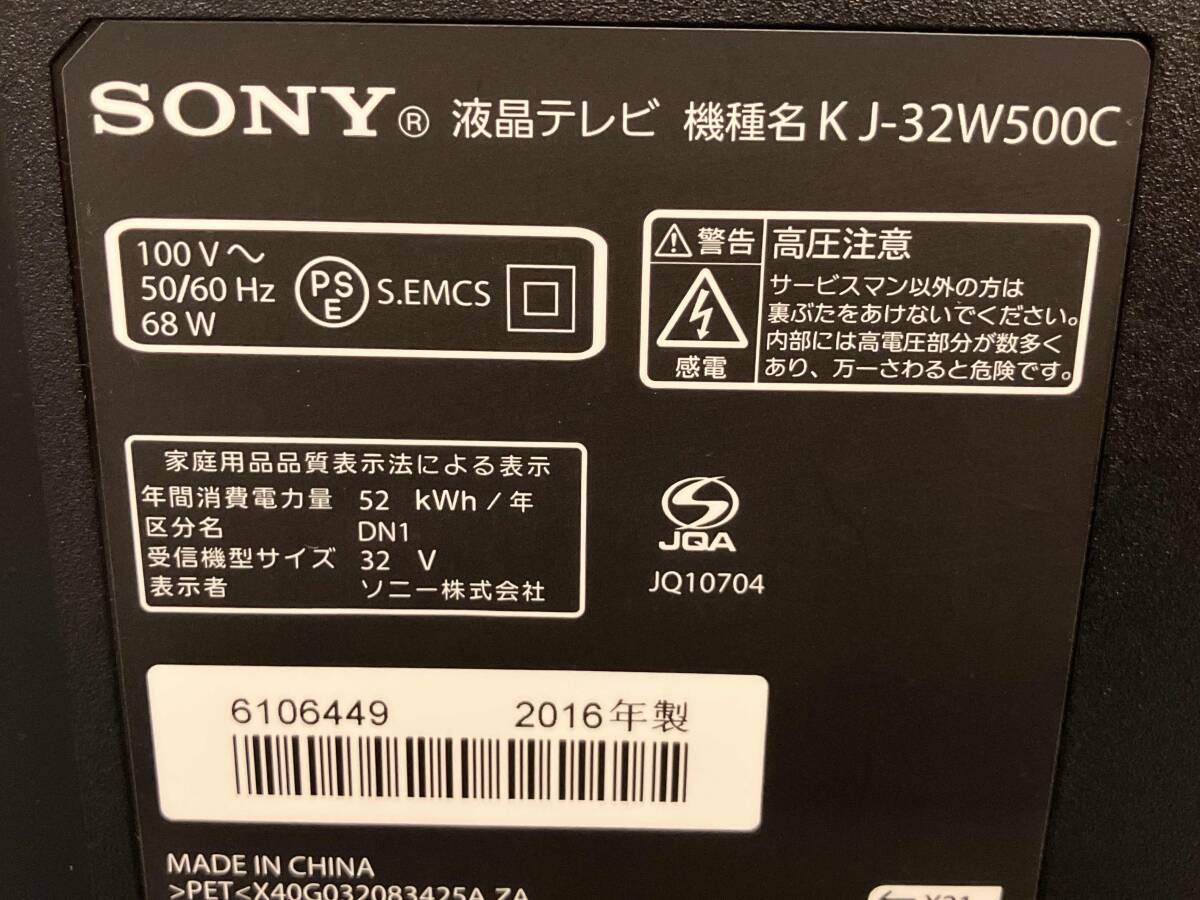 SONY® 液晶テレビ 機種名 KJ-32W500C
100 V ～
50/60 Hz
68 W
PSE
S.EMCS
⚠ 警告
感電
高圧注意
サービスマン以外の方は
裏ぶたをあけないでください。
内部には高電圧部分が数多く
あり、万一さわると危険です。
家庭用品品質表示法による表示
年間消費電力量 52 kWh / 年
区分名 DN1
受信機型サイズ 32 V
表示者 ソニー株式会社
JQA
JQ10704
6106449 2016年製
MADE IN CHINA
>PET<X40G032083425A ZA